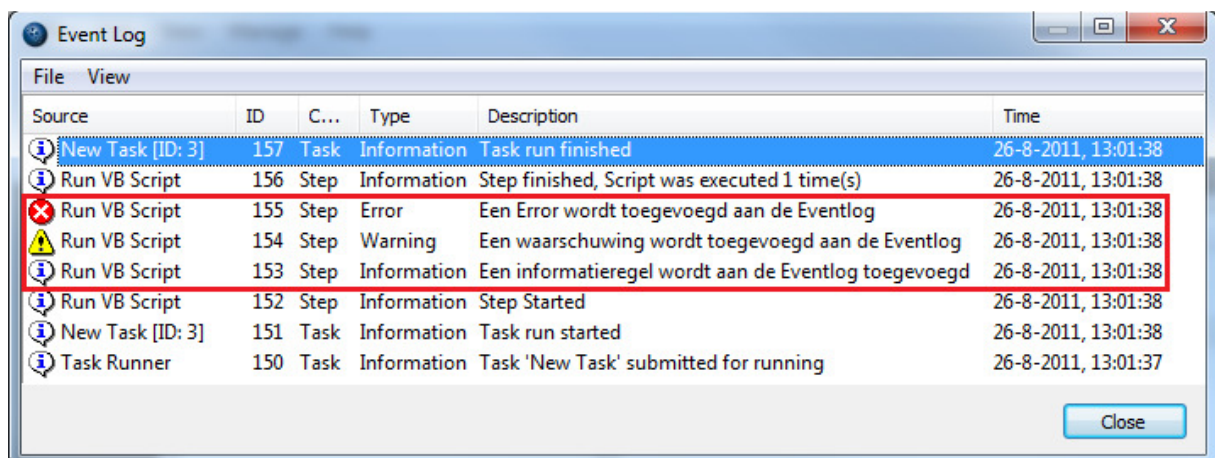 Event Log
File View
Source ID C... Type Description Time
New Task [ID: 3] 157 Task Information Task run finished 26-8-2011, 13:01:38
Run VB Script 156 Step Information Step finished, Script was executed 1 time(s) 26-8-2011, 13:01:38
Run VB Script 155 Step Error Een Error wordt toegevoegd aan de Eventlog 26-8-2011, 13:01:38
Run VB Script 154 Step Warning Een waarschuwing wordt toegevoegd aan de Eventlog 26-8-2011, 13:01:38
Run VB Script 153 Step Information Een informatieregel wordt aan de Eventlog toegevoegd 26-8-2011, 13:01:38
Run VB Script 152 Step Information Step Started 26-8-2011, 13:01:38
New Task [ID: 3] 151 Task Information Task run started 26-8-2011, 13:01:38
Task Runner 150 Task Information Task 'New Task' submitted for running 26-8-2011, 13:01:37
Close